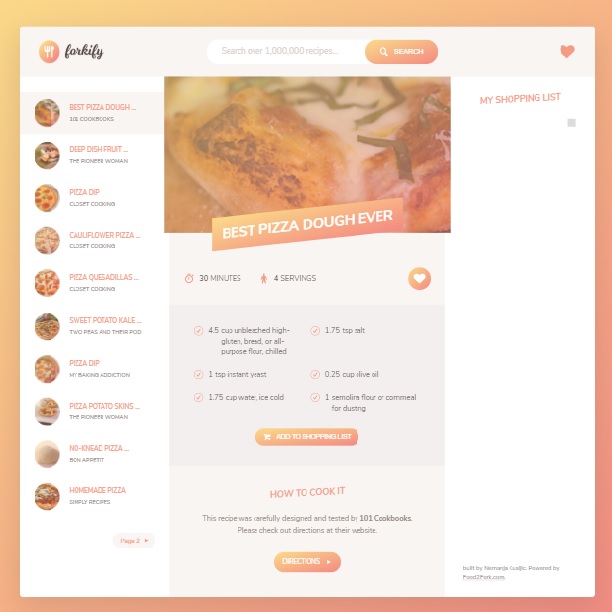 forkify
Search over 1,000,000 recipes...
SEARCH
BEST PIZZA DOUGH ...
101 COOKBOOKS
DEEP DISH FRUIT ...
THE PIONEER WOMAN
PIZZA DIP
CLOSET COOKING
CAULIFLOWER PIZZA ...
CLOSET COOKING
PIZZA QUESADILLAS ...
CLOSET COOKING
SWEET POTATO KALE ...
TWO PEAS AND THEIR POD
PIZZA DIP
MY BAKING ADDICTION
PIZZA POTATO SKINS ...
THE PIONEER WOMAN
NO-KNEAD PIZZA ...
BON APPETIT
HOMEMADE PIZZA
SIMPLY RECIPES
Page 2
BEST PIZZA DOUGH EVER
30 MINUTES
4 SERVINGS
4.5 cup unbleached high-
gluten, bread, or all-
purpose flour, chilled
1.75 tsp salt
1 tsp instant yeast
0.25 cup olive oil
1.75 cup water, ice cold
1 semolina flour or cornmeal
for dusting
ADD TO SHOPPING LIST
HOW TO COOK IT
This recipe was carefully designed and tested by 101 Cookbooks.
Please check out directions at their website.
DIRECTIONS
MY SHOPPING LIST
built by Nemanja Guljic. Powered by
Food2Fork.com.